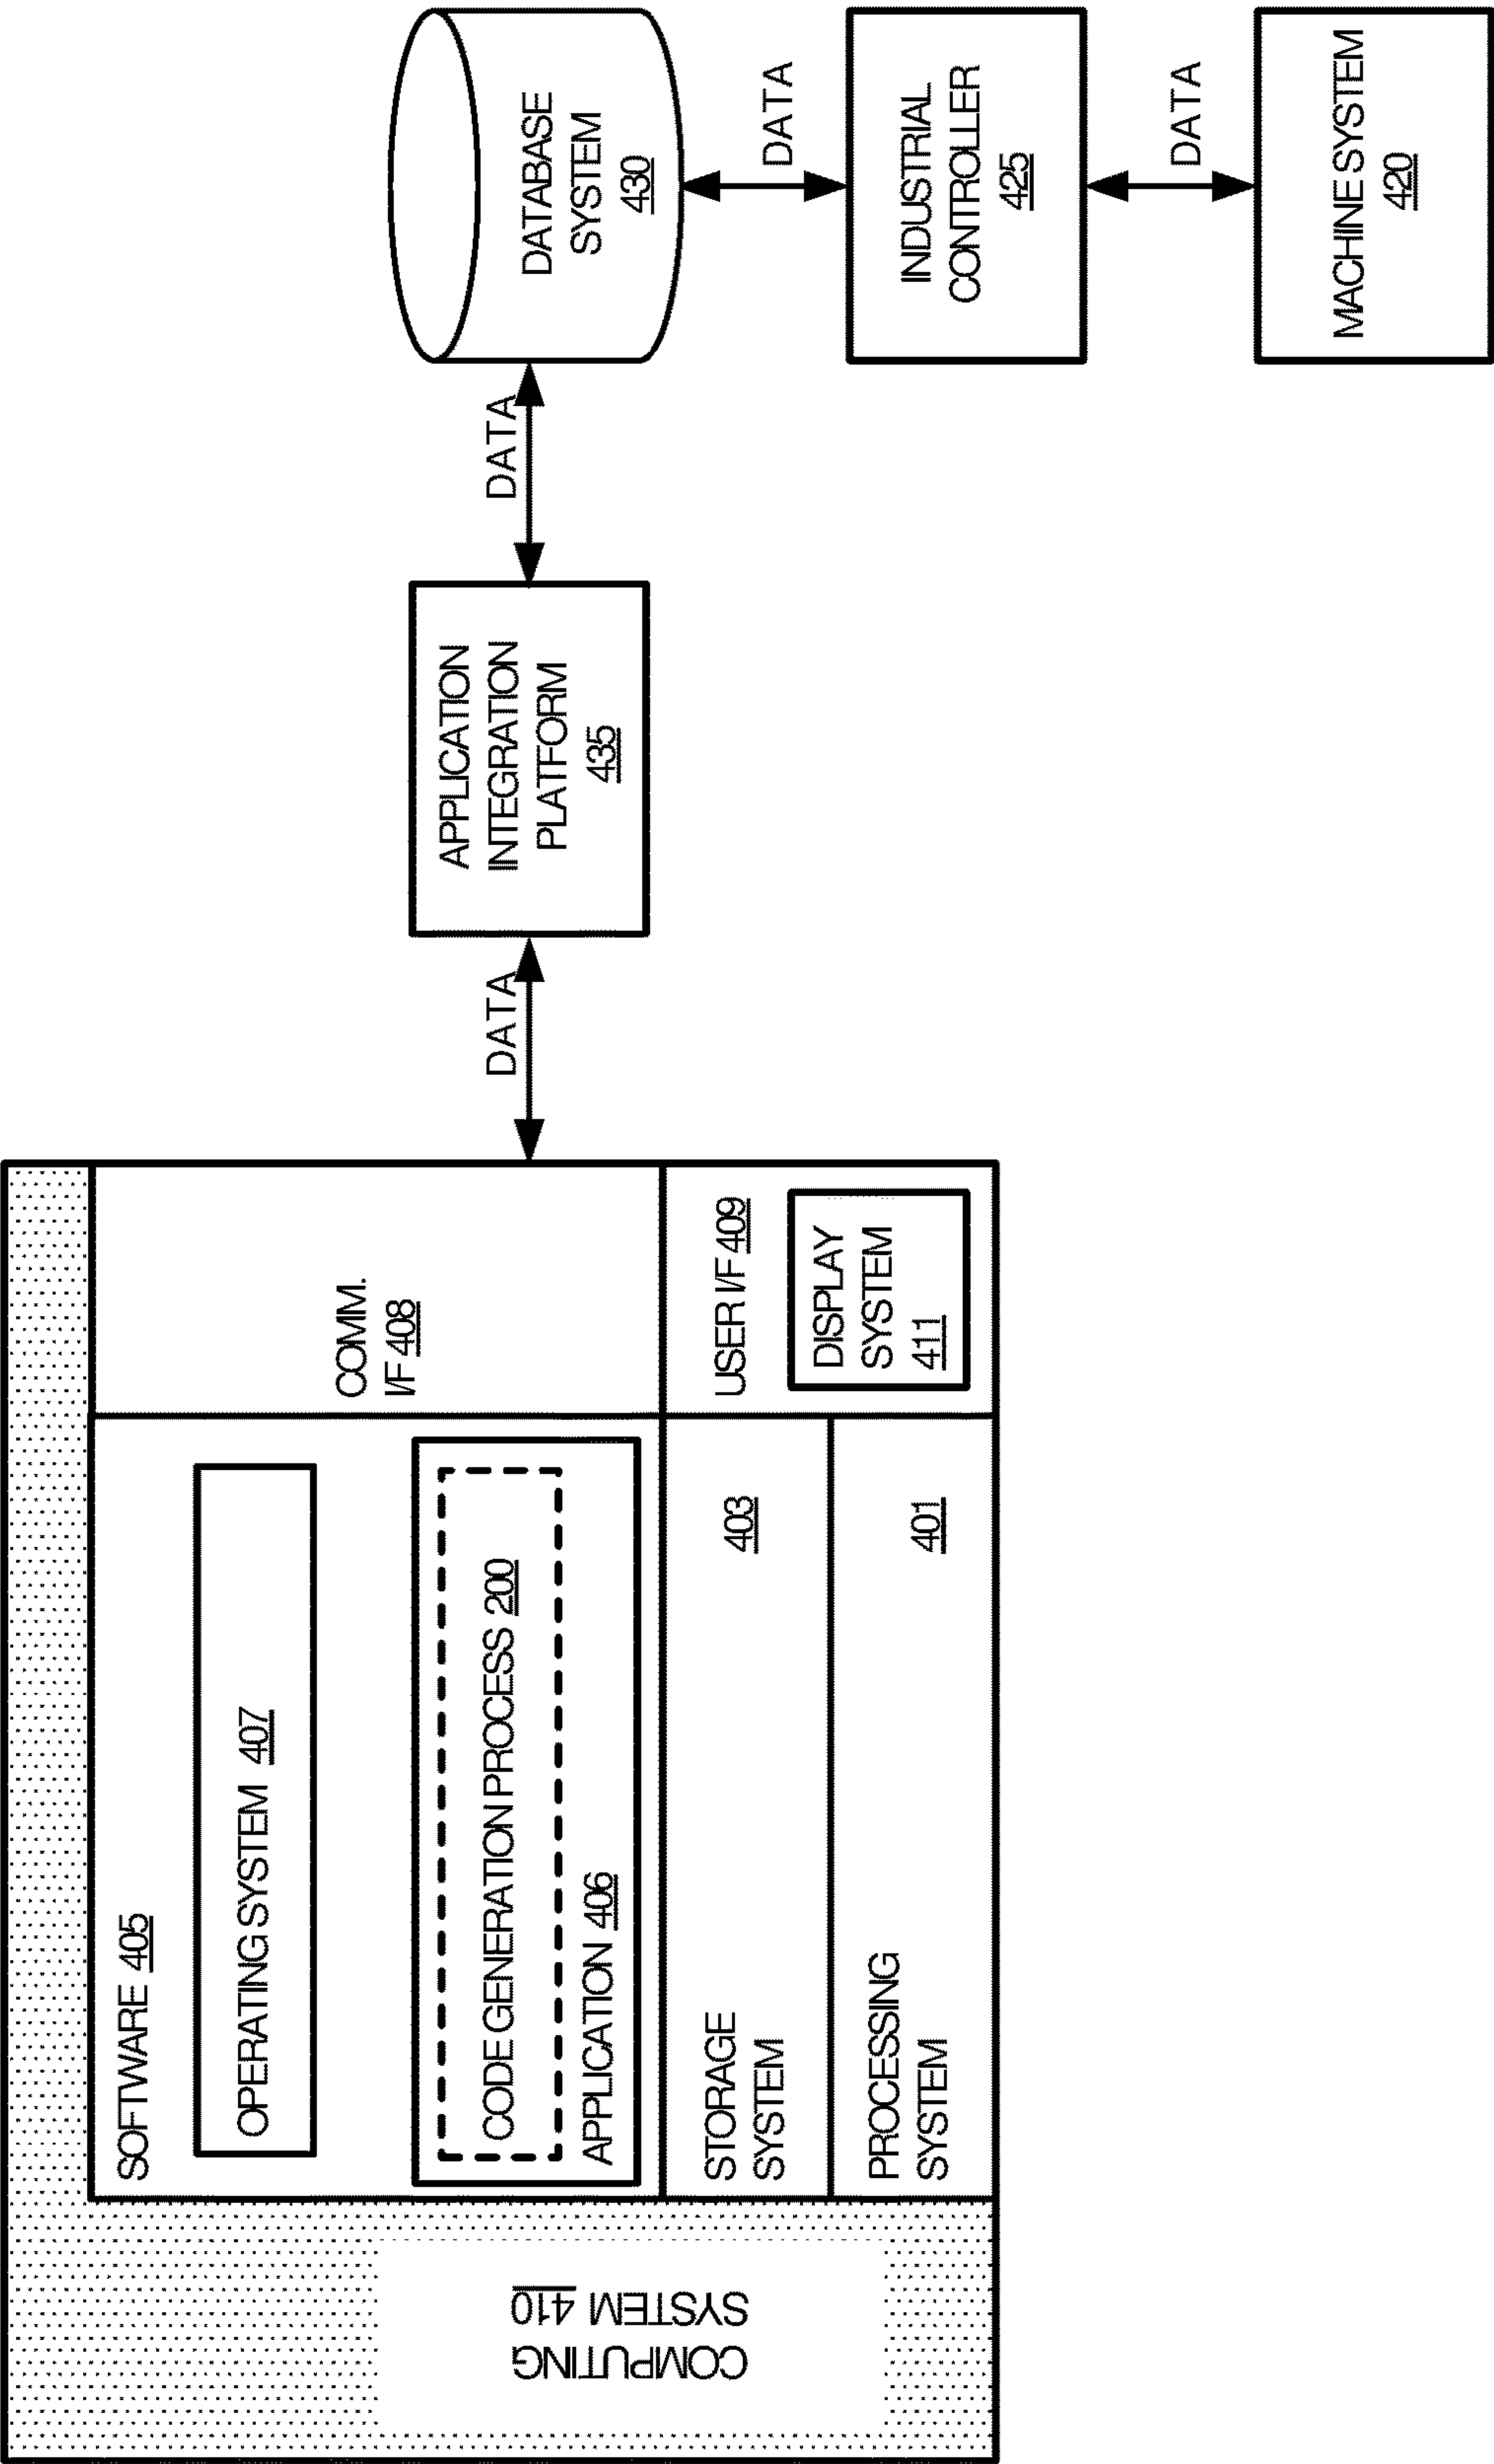 COMPUTING
SYSTEM 410
SOFTWARE 405
OPERATING SYSTEM 407
CODE GENERATION PROCESS 200
APPLICATION 406
STORAGE
SYSTEM
403
PROCESSING
SYSTEM
401
COMM.
I/F 408
USER I/F 409
DISPLAY
SYSTEM
411
DATA
APPLICATION
INTEGRATION
PLATFORM
435
DATA
DATABASE
SYSTEM
430
DATA
INDUSTRIAL
CONTROLLER
425
DATA
MACHINE SYSTEM
420